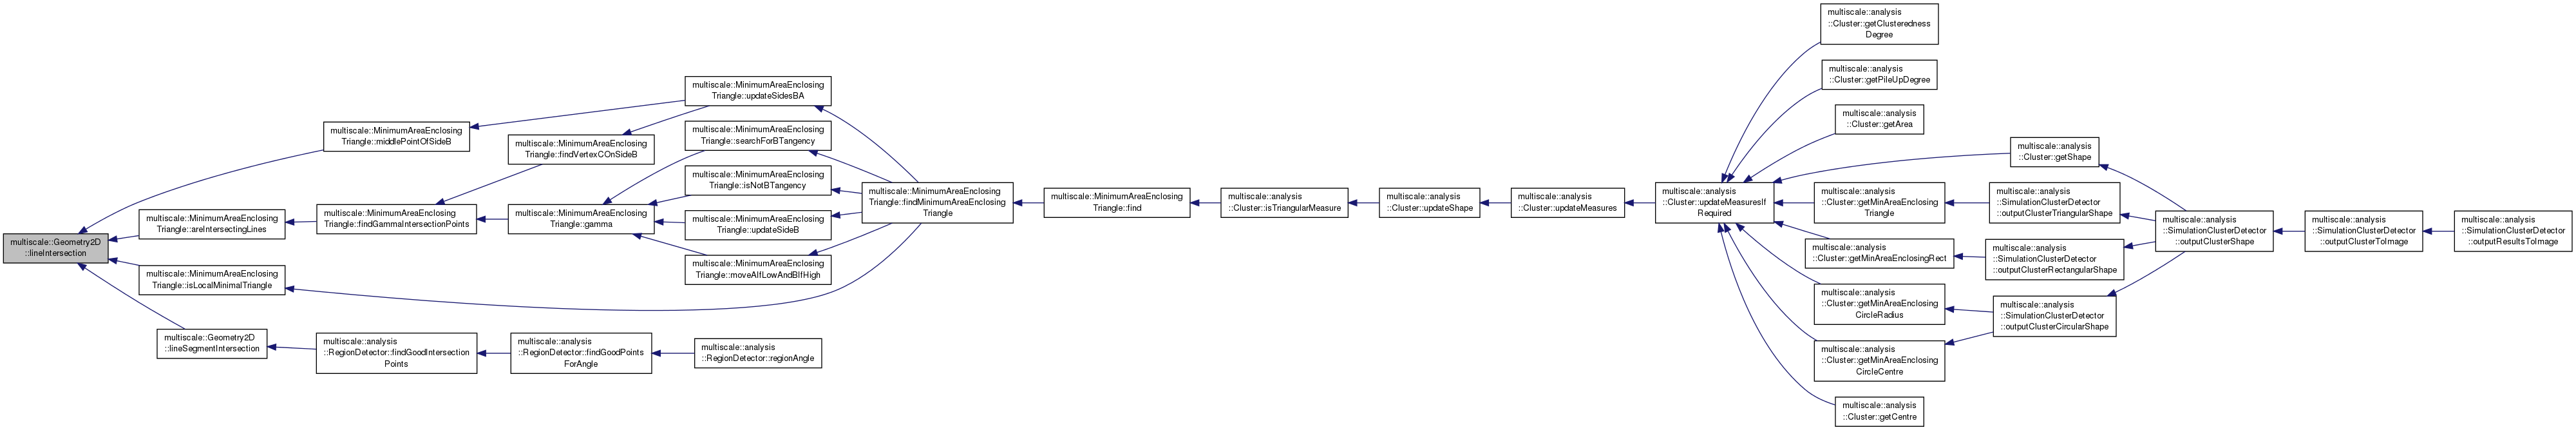 multiscale::Geometry2D
::lineIntersection
multiscale::MinimumAreaEnclosing
Triangle::middlePointOfSideB
multiscale::MinimumAreaEnclosing
Triangle::areIntersectingLines
multiscale::MinimumAreaEnclosing
Triangle::isLocalMinimalTriangle
multiscale::Geometry2D
::lineSegmentIntersection
multiscale::MinimumAreaEnclosing
Triangle::findGammaIntersectionPoints
multiscale::analysis
::RegionDetector::findGoodIntersection
Points
multiscale::MinimumAreaEnclosing
Triangle::findVertexCOnSideB
multiscale::MinimumAreaEnclosing
Triangle::gamma
multiscale::analysis
::RegionDetector::findGoodPoints
ForAngle
multiscale::MinimumAreaEnclosing
Triangle::updateSidesBA
multiscale::MinimumAreaEnclosing
Triangle::searchForBTangency
multiscale::MinimumAreaEnclosing
Triangle::isNotBTangency
multiscale::MinimumAreaEnclosing
Triangle::updateSideB
multiscale::MinimumAreaEnclosing
Triangle::moveAIfLowAndBIfHigh
multiscale::analysis
::RegionDetector::regionAngle
multiscale::MinimumAreaEnclosing
Triangle::findMinimumAreaEnclosing
Triangle
multiscale::MinimumAreaEnclosing
Triangle::find
multiscale::analysis
::Cluster::isTriangularMeasure
multiscale::analysis
::Cluster::updateShape
multiscale::analysis
::Cluster::updateMeasures
multiscale::analysis
::Cluster::updateMeasuresIf
Required
multiscale::analysis
::Cluster::getClusteredness
Degree
multiscale::analysis
::Cluster::getPileUpDegree
multiscale::analysis
::Cluster::getArea
multiscale::analysis
::Cluster::getShape
multiscale::analysis
::Cluster::getMinAreaEnclosing
Triangle
multiscale::analysis
::Cluster::getMinAreaEnclosingRect
multiscale::analysis
::Cluster::getMinAreaEnclosing
CircleRadius
multiscale::analysis
::Cluster::getMinAreaEnclosing
CircleCentre
multiscale::analysis
::Cluster::getCentre
multiscale::analysis
::SimulationClusterDetector
::outputClusterTriangularShape
multiscale::analysis
::SimulationClusterDetector
::outputClusterRectangularShape
multiscale::analysis
::SimulationClusterDetector
::outputClusterCircularShape
multiscale::analysis
::SimulationClusterDetector
::outputClusterShape
multiscale::analysis
::SimulationClusterDetector
::outputClusterToImage
multiscale::analysis
::SimulationClusterDetector
::outputResultsToImage